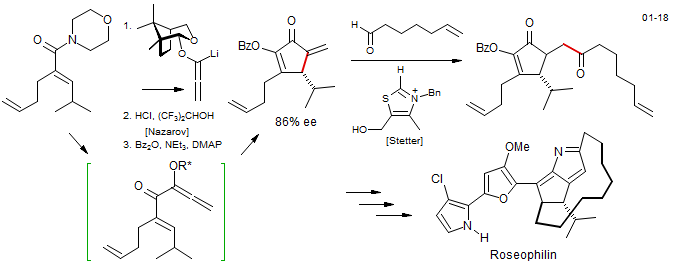 01-18
O
N
O
1.
O
O
Li
2. HCl, (CF₃)₂CHOH
[Nazarov]
3. Bz₂O, NEt₃, DMAP
O
BzO
86% ee
O
H
H
S
N
+
Bn
HO
[Stetter]
O
BzO
O
OR*
O
Cl
N
H
O
OMe
N
Roseophilin